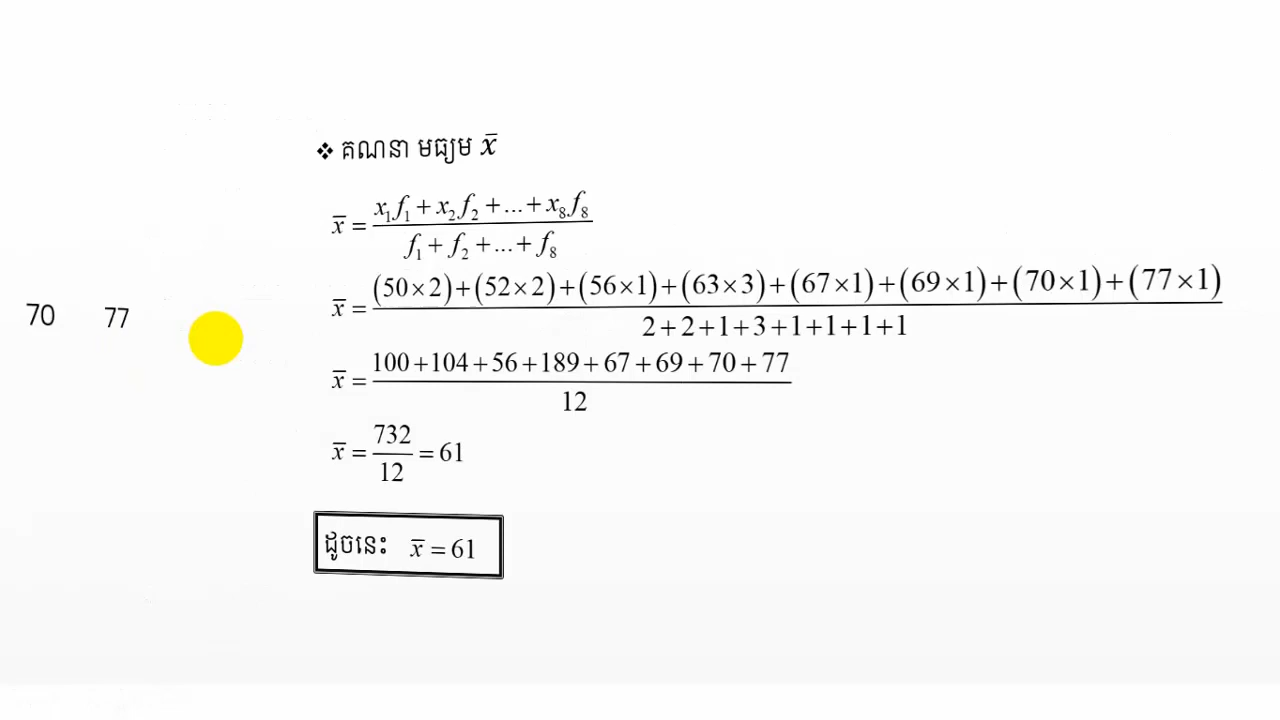 ❖ គណនា មធ្យម x̄
x̄ = (x₁f₁ + x₂f₂ + ... + x₈f₈) / (f₁ + f₂ + ... + f₈)
x̄ = ((50×2)+(52×2)+(56×1)+(63×3)+(67×1)+(69×1)+(70×1)+(77×1)) / (2+2+1+3+1+1+1+1)
70 77
x̄ = (100+104+56+189+67+69+70+77) / 12
x̄ = 732/12 = 61
ដូចនេះ x̄ = 61